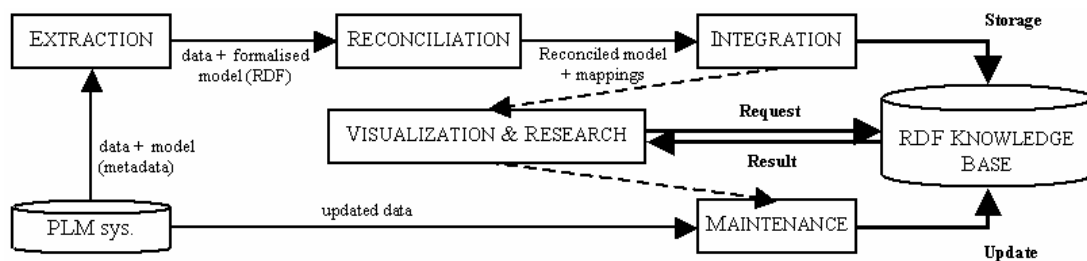 EXTRACTION
data + formalised
model (RDF)
RECONCILIATION
Reconciled model
+ mappings
INTEGRATION
Storage
VISUALIZATION & RESEARCH
Request
Result
RDF KNOWLEDGE
BASE
data + model
(metadata)
PLM sys.
updated data
MAINTENANCE
Update